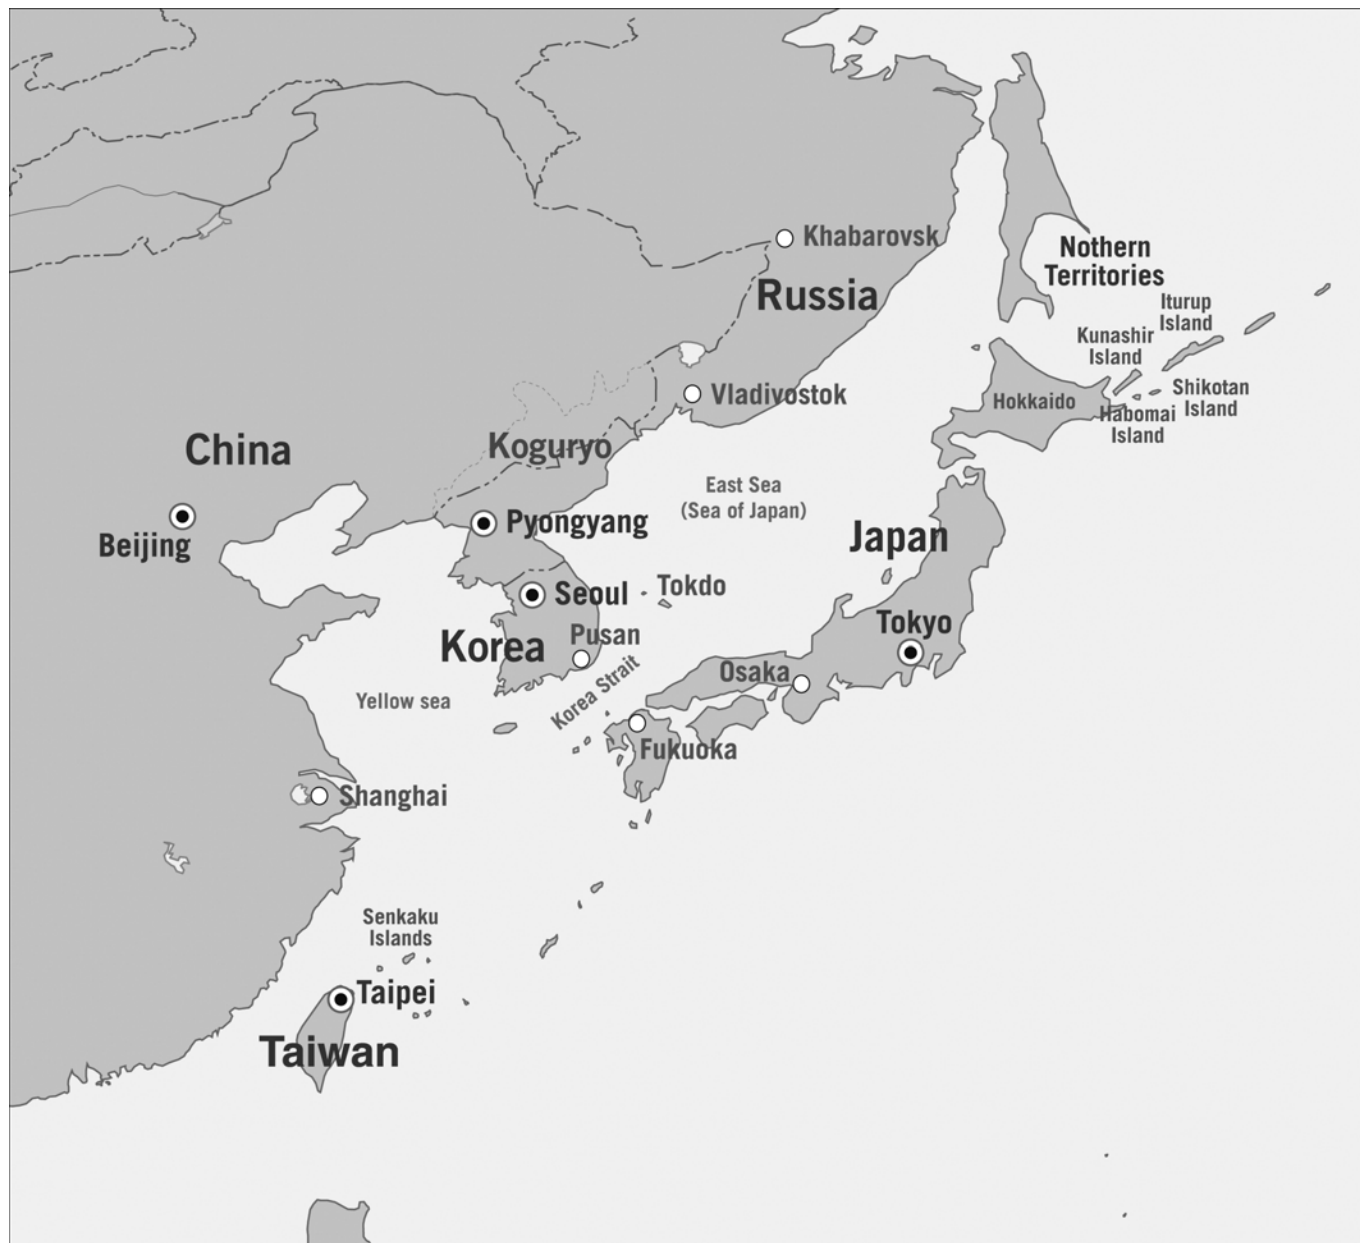 Khabarovsk
Nothern
Territories
Russia
Iturup
Island
Kunashir
Island
Vladivostok
Shikotan
Island
Hokkaido
Habomai
Island
China
Koguryo
East Sea
(Sea of Japan)
Beijing
Pyongyang
Japan
Seoul
Tokdo
Korea
Pusan
Tokyo
Osaka
Yellow sea
Korea Strait
Fukuoka
Shanghai
Senkaku
Islands
Taipei
Taiwan